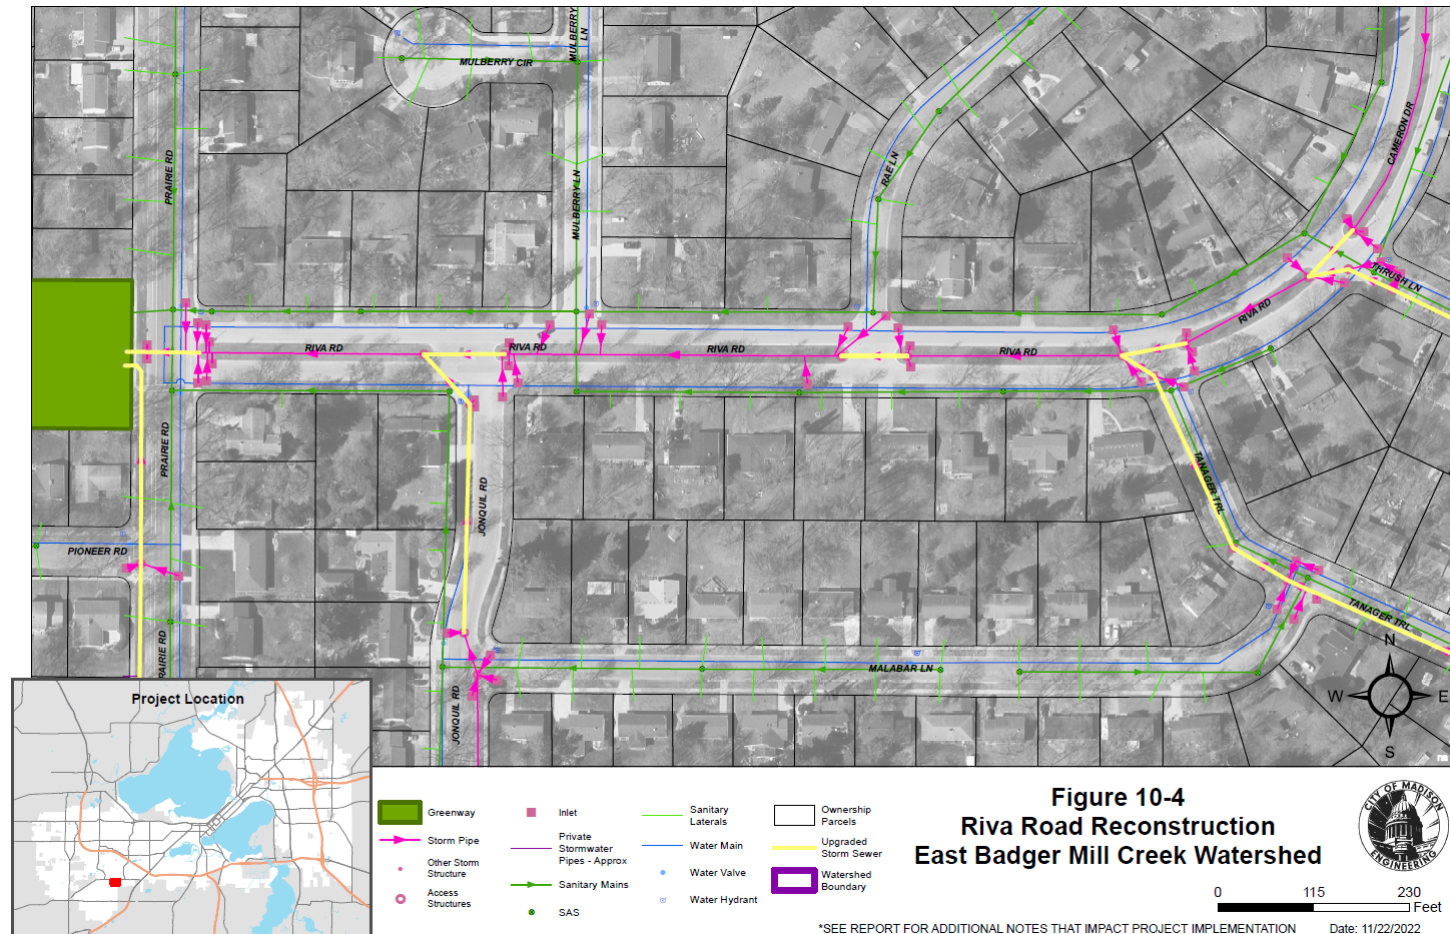 MULBERRY CIR
MULBERRY
LN
PRAIRIE RD
MULBERRY LN
RAE LN
CAMERON DR
THRUSH LN
RIVA RD
RIVA RD
RIVA RD
RIVA RD
RIVA RD
PRAIRIE RD
JONQUIL RD
TANAGER TRL
PIONEER RD
TANAGER TRL
RAIRIE RD
MALABAR LN
JONQUIL RD
N
W
E
S
Project Location
Greenway
Storm Pipe
Other Storm
Structure
Access
Structures
Inlet
Private
Stormwater
Pipes - Approx
Sanitary Mains
SAS
Sanitary
Laterals
Water Main
Water Valve
Water Hydrant
Ownership
Parcels
Upgraded
Storm Sewer
Watershed
Boundary
Figure 10-4
Riva Road Reconstruction
East Badger Mill Creek Watershed
CITY OF MADISON
ENGINEERING
0 115 230
Feet
*SEE REPORT FOR ADDITIONAL NOTES THAT IMPACT PROJECT IMPLEMENTATION
Date: 11/22/2022